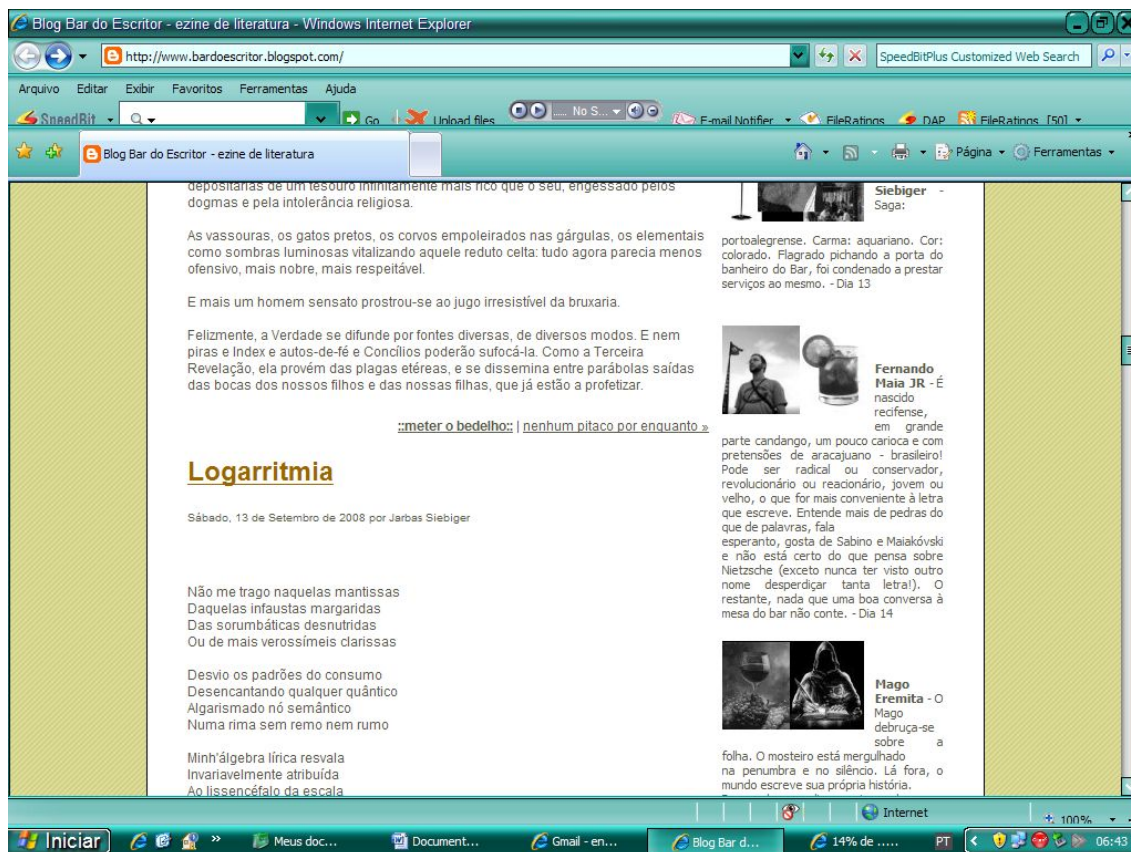 Blog Bar do Escritor - ezine de literatura - Windows Internet Explorer
http://www.bardoescritor.blogspot.com/
SpeedBitPlus Customized Web Search
Arquivo Editar Exibir Favoritos Ferramentas Ajuda
SpeedBit Go Upload files ...... No S... E-mail Notifier FileRatings DAP FileRatings [50]
Blog Bar do Escritor - ezine de literatura
Página Ferramentas
depositárias de um tesouro infinitamente mais rico que o seu, engessado pelos
dogmas e pela intolerância religiosa.
As vassouras, os gatos pretos, os corvos empoleirados nas gárgulas, os elementais
como sombras luminosas vitalizando aquele reduto celta: tudo agora parecia menos
ofensivo, mais nobre, mais respeitável.
E mais um homem sensato prostrou-se ao jugo irresistível da bruxaria.
Felizmente, a Verdade se difunde por fontes diversas, de diversos modos. E nem
piras e Index e autos-de-fé e Concílios poderão sufocá-la. Como a Terceira
Revelação, ela provém das plagas etéreas, e se dissemina entre parábolas saídas
das bocas dos nossos filhos e das nossas filhas, que já estão a profetizar.
::meter o bedelho:: | nenhum pitaco por enquanto »
Logarritmia
Sábado, 13 de Setembro de 2008 por Jarbas Siebiger
Não me trago naquelas mantissas
Daquelas infaustas margaridas
Das sorumbáticas desnutridas
Ou de mais verossímeis clarissas
Desvio os padrões do consumo
Desencantando qualquer quântico
Algarismado nó semântico
Numa rima sem remo nem rumo
Minh'álgebra lírica resvala
Invariavelmente atribuída
Ao lissencéfalo da escala
Siebiger -
Saga:
portoalegrense. Carma: aquariano. Cor:
colorado. Flagrado pichando a porta do
banheiro do Bar, foi condenado a prestar
serviços ao mesmo. - Dia 13
Fernando
Maia JR - É
nascido
recifense,
em grande
parte candango, um pouco carioca e com
pretensões de aracajuano - brasileiro!
Pode ser radical ou conservador,
revolucionário ou reacionário, jovem ou
velho, o que for mais conveniente à letra
que escreve. Entende mais de pedras do
que de palavras, fala
esperanto, gosta de Sabino e Maiakóvski
e não está certo do que pensa sobre
Nietzsche (exceto nunca ter visto outro
nome desperdiçar tanta letra!). O
restante, nada que uma boa conversa à
mesa do bar não conte. - Dia 14
Mago
Eremita - O
Mago
debruça-se
sobre a
folha. O mosteiro está mergulhado
na penumbra e no silêncio. Lá fora, o
mundo escreve sua própria história.
Internet 100%
Iniciar » Meus doc... Document... Gmail - en... Blog Bar d... 14% de ..... PT 06:43